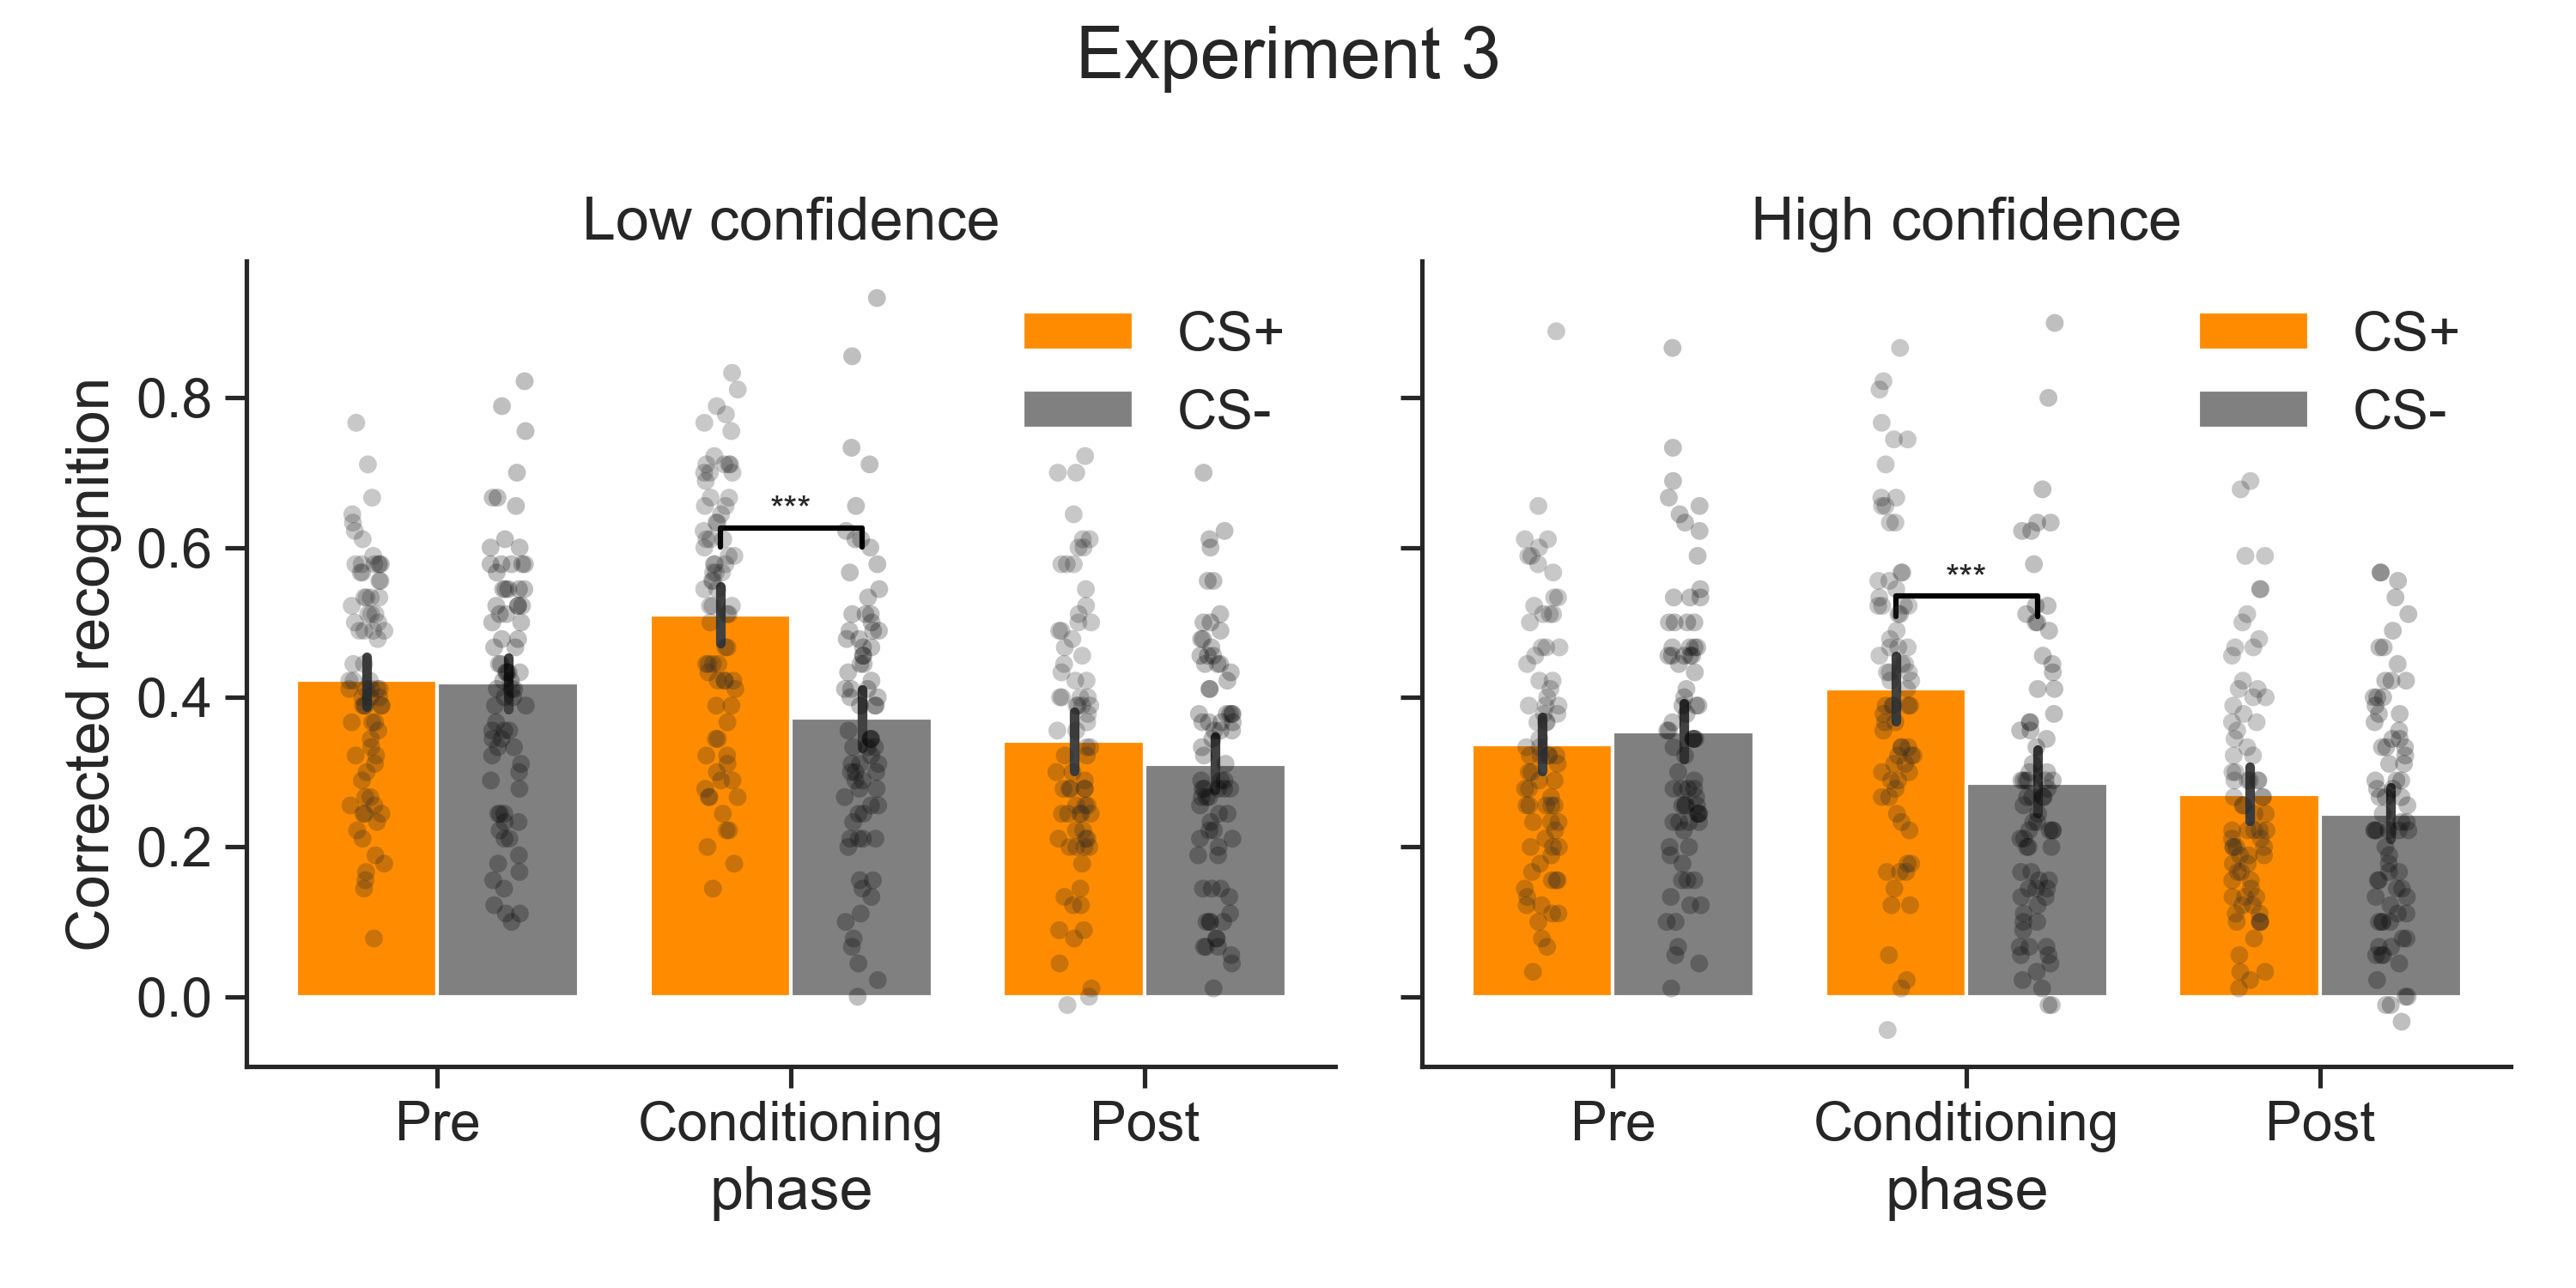 Experiment 3
Low confidence
High confidence
CS+
CS-
CS+
CS-
Corrected recognition
0.8
0.6
0.4
0.2
0.0
***
***
Pre
Conditioning
Post
phase
Pre
Conditioning
Post
phase